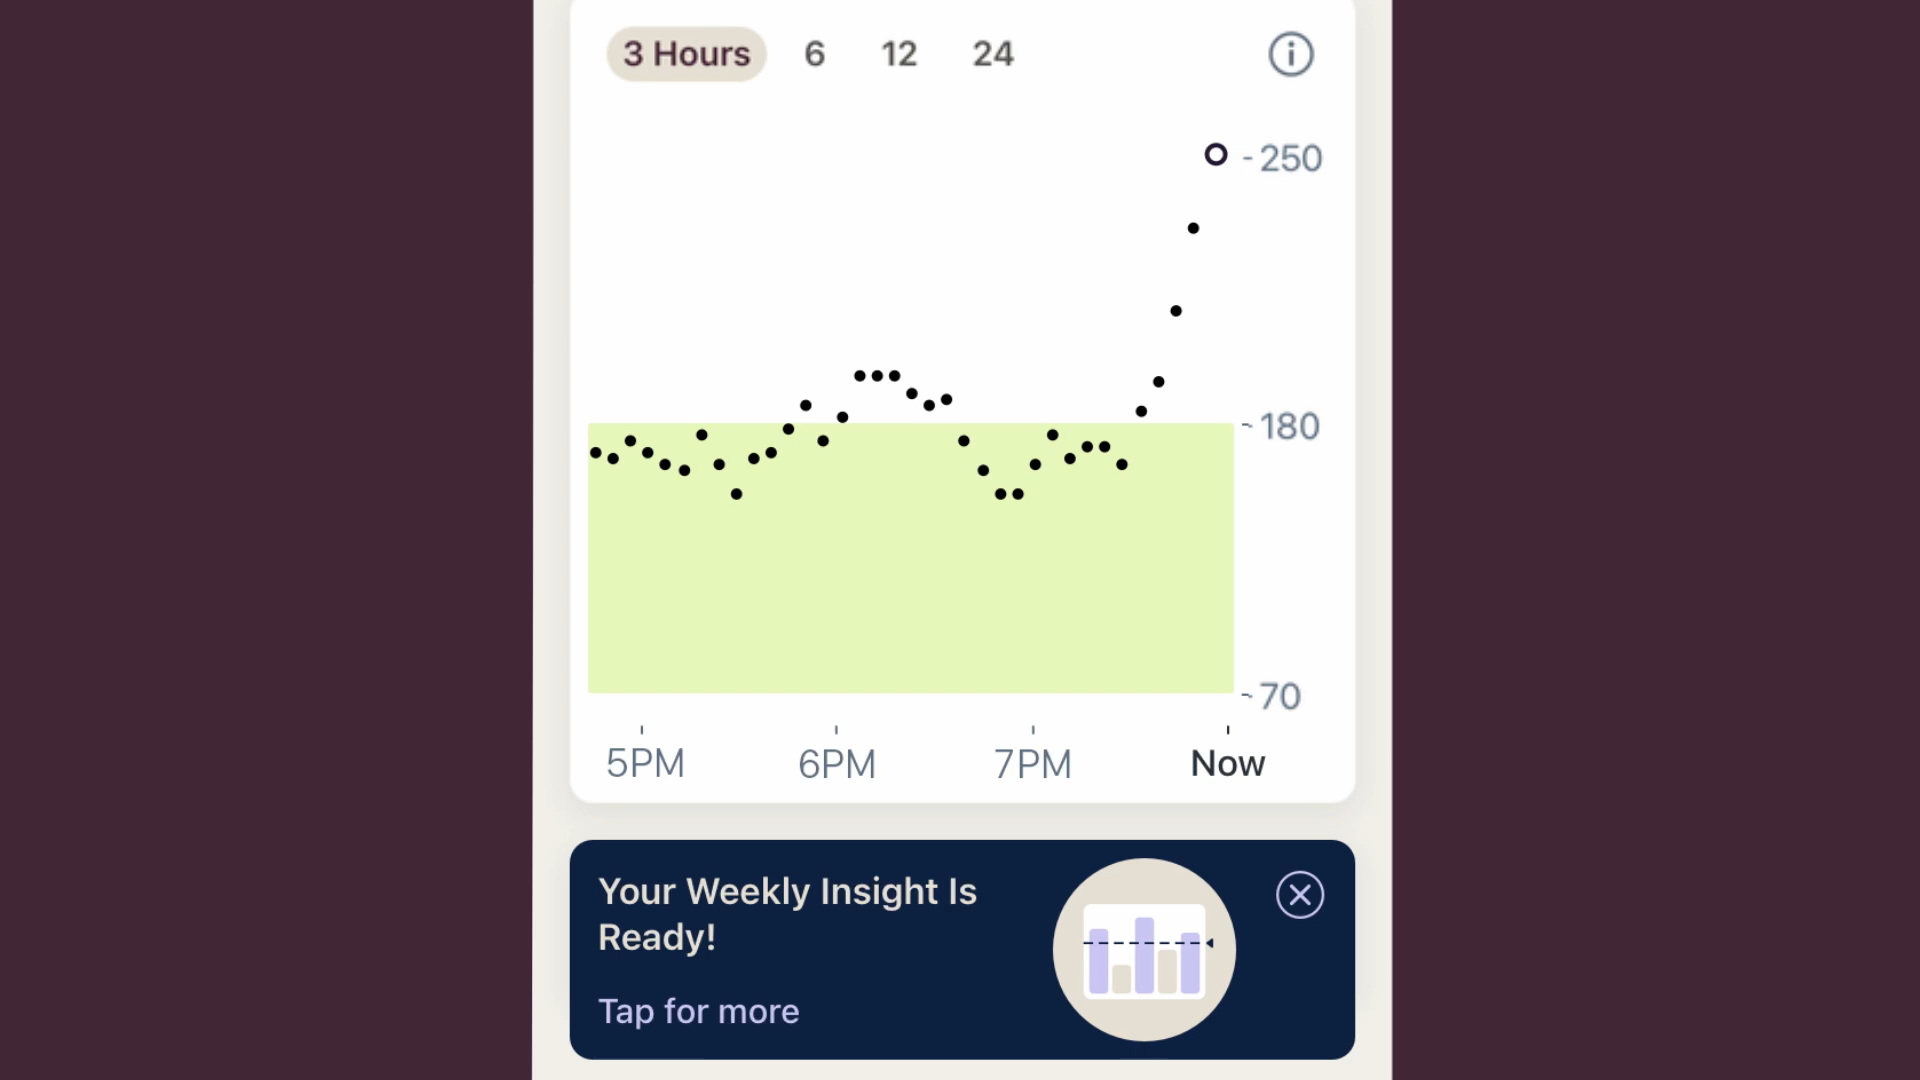 3 Hours 6 12 24
250
180
70
5PM 6PM 7PM Now
Your Weekly Insight Is
Ready!
Tap for more